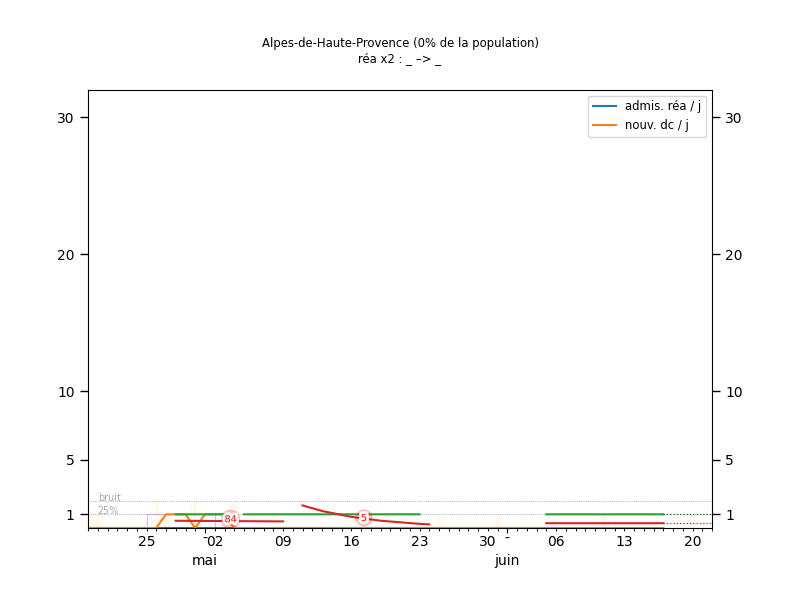 Alpes-de-Haute-Provence (0% de la population)
réa x2 : _ –> _
admis. réa / j
nouv. dc / j
30 30
20 20
10 10
5 5
bruit
25%
1 84 5 1
25 02 09 16 23 30 06 13 20
mai juin